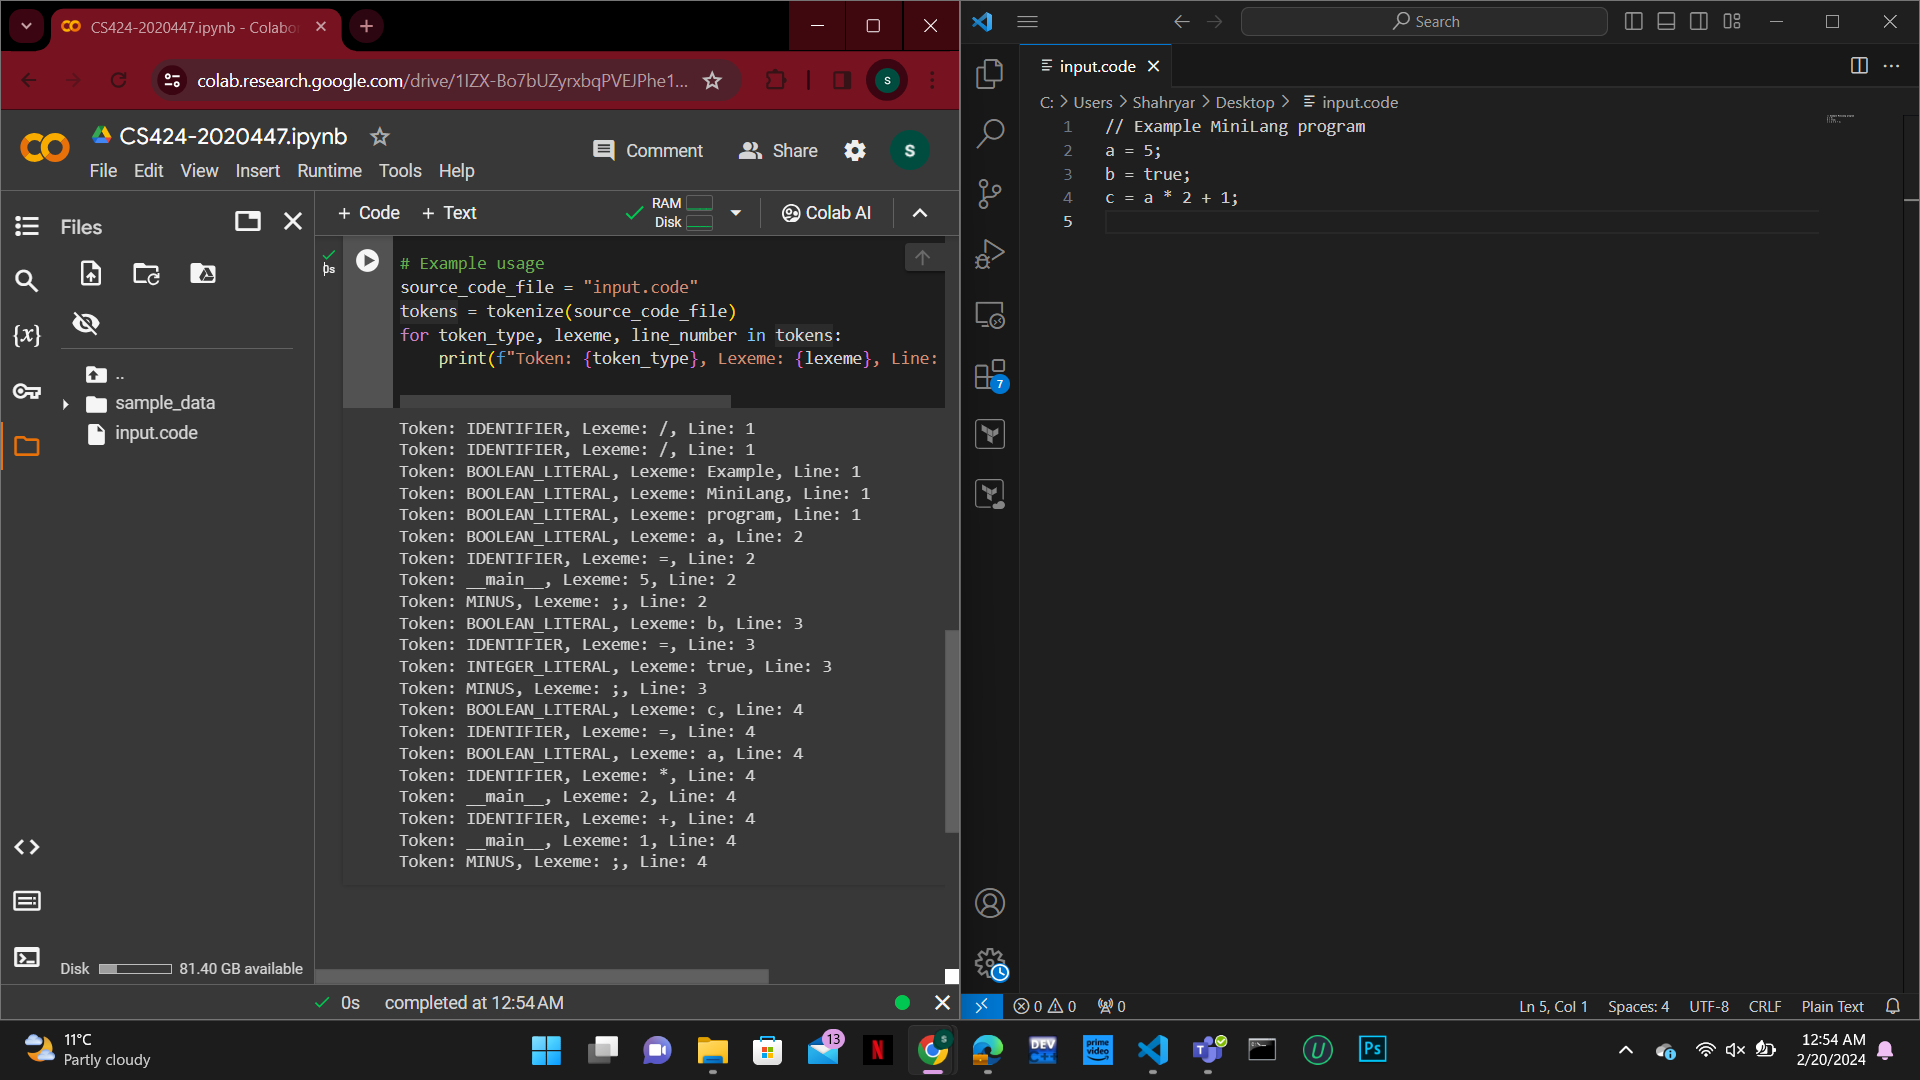 CS424-2020447.ipynb - Colabo
colab.research.google.com/drive/1IZX-Bo7bUZyrxbqPVEJPhe1...
S
CS424-2020447.ipynb
Comment
Share
S
File Edit View Insert Runtime Tools Help
Files
+ Code + Text
RAM
Disk
Colab AI
{x}
..
sample_data
input.code
Disk 81.40 GB available
0s
# Example usage
source_code_file = "input.code"
tokens = tokenize(source_code_file)
for token_type, lexeme, line_number in tokens:
print(f"Token: {token_type}, Lexeme: {lexeme}, Line:
Token: IDENTIFIER, Lexeme: /, Line: 1
Token: IDENTIFIER, Lexeme: /, Line: 1
Token: BOOLEAN_LITERAL, Lexeme: Example, Line: 1
Token: BOOLEAN_LITERAL, Lexeme: MiniLang, Line: 1
Token: BOOLEAN_LITERAL, Lexeme: program, Line: 1
Token: BOOLEAN_LITERAL, Lexeme: a, Line: 2
Token: IDENTIFIER, Lexeme: =, Line: 2
Token: __main__, Lexeme: 5, Line: 2
Token: MINUS, Lexeme: ;, Line: 2
Token: BOOLEAN_LITERAL, Lexeme: b, Line: 3
Token: IDENTIFIER, Lexeme: =, Line: 3
Token: INTEGER_LITERAL, Lexeme: true, Line: 3
Token: MINUS, Lexeme: ;, Line: 3
Token: BOOLEAN_LITERAL, Lexeme: c, Line: 4
Token: IDENTIFIER, Lexeme: =, Line: 4
Token: BOOLEAN_LITERAL, Lexeme: a, Line: 4
Token: IDENTIFIER, Lexeme: *, Line: 4
Token: __main__, Lexeme: 2, Line: 4
Token: IDENTIFIER, Lexeme: +, Line: 4
Token: __main__, Lexeme: 1, Line: 4
Token: MINUS, Lexeme: ;, Line: 4
0s completed at 12:54 AM
Search
input.code
C: > Users > Shahryar > Desktop > input.code
1 // Example MiniLang program
2 a = 5;
3 b = true;
4 c = a * 2 + 1;
5
7
0 0 0
Ln 5, Col 1 Spaces: 4 UTF-8 CRLF Plain Text
11°C
Partly cloudy
13
N
S
DEV
C++
prime video
T
U
Ps
12:54 AM
2/20/2024